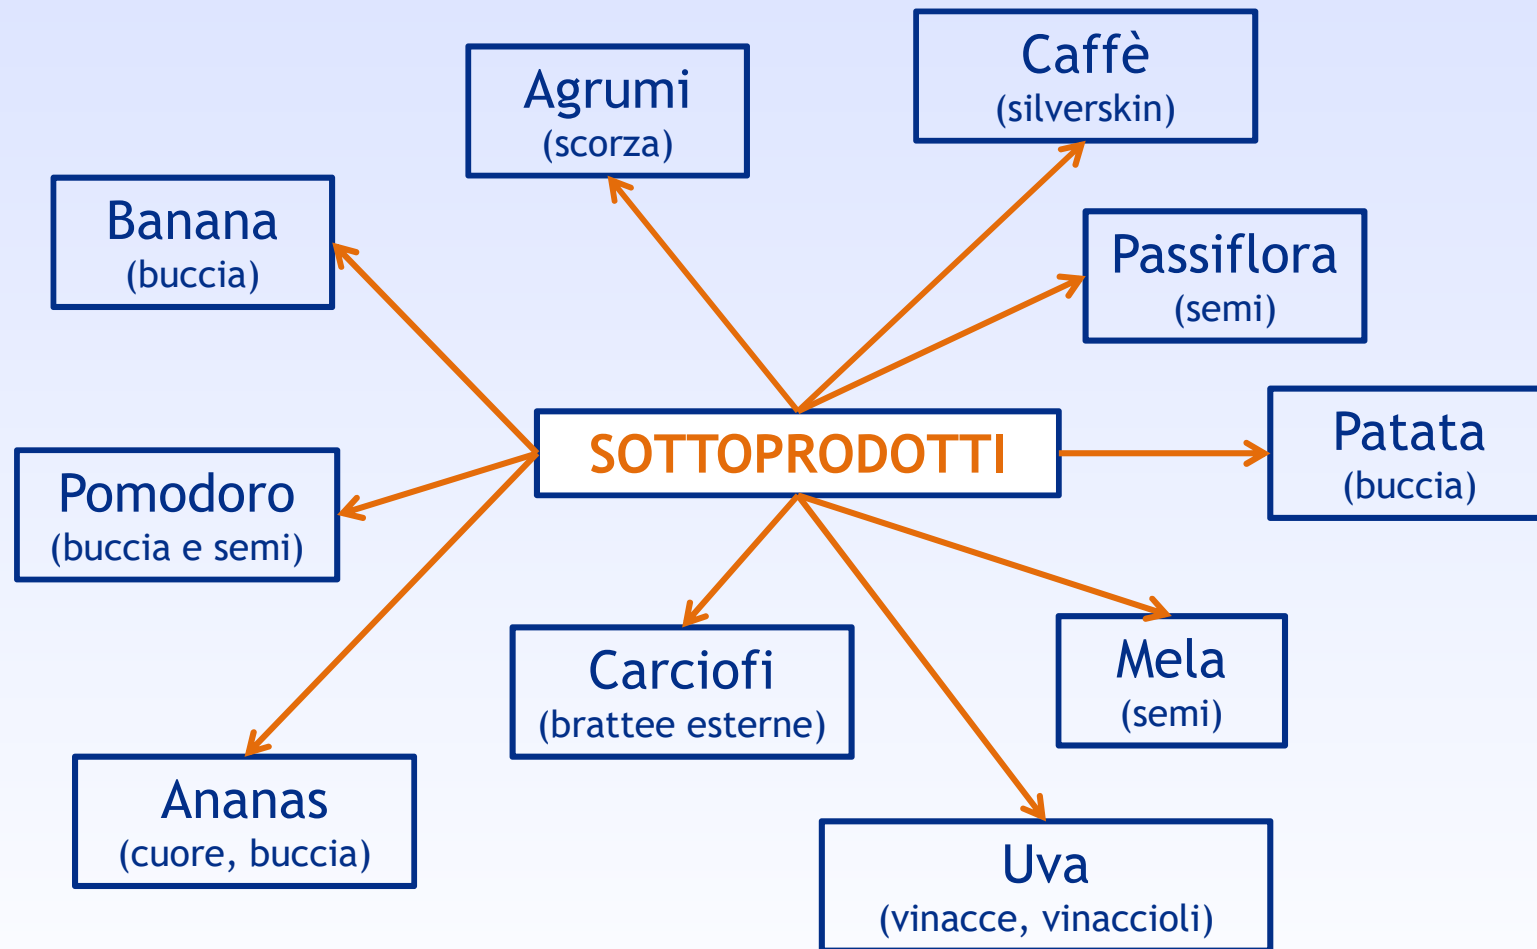 Caffè
(silverskin)
Agrumi
(scorza)
Banana
(buccia)
Passiflora
(semi)
SOTTOPRODOTTI
Patata
(buccia)
Pomodoro
(buccia e semi)
Carciofi
(brattee esterne)
Mela
(semi)
Ananas
(cuore, buccia)
Uva
(vinacce, vinaccioli)